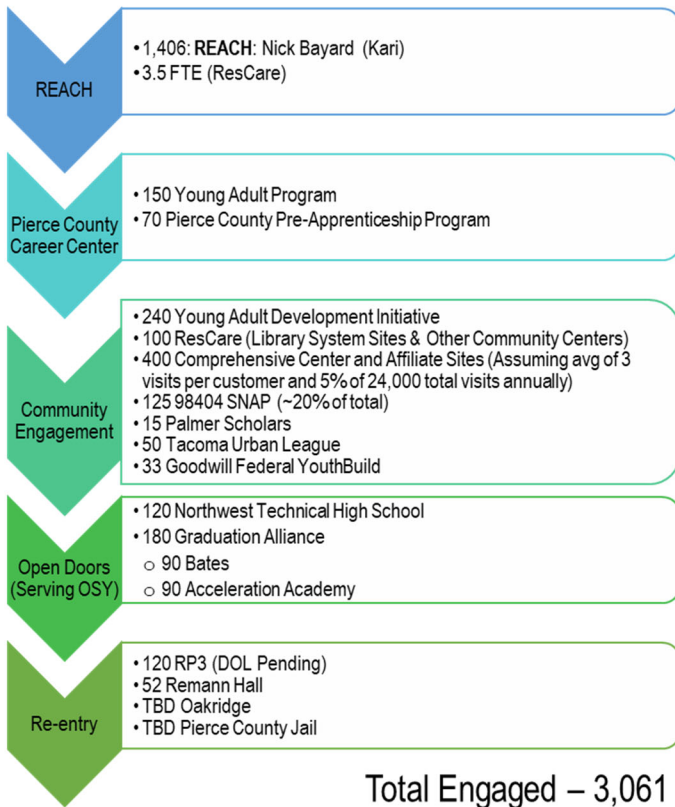 REACH
•1,406: REACH: Nick Bayard (Kari)
•3.5 FTE (ResCare)
Pierce County
Career Center
•150 Young Adult Program
•70 Pierce County Pre-Apprenticeship Program
Community
Engagement
•240 Young Adult Development Initiative
•100 ResCare (Library System Sites & Other Community Centers)
•400 Comprehensive Center and Affiliate Sites (Assuming avg of 3
visits per customer and 5% of 24,000 total visits annually)
•125 98404 SNAP (~20% of total)
•15 Palmer Scholars
•50 Tacoma Urban League
•33 Goodwill Federal YouthBuild
Open Doors
(Serving OSY)
•120 Northwest Technical High School
•180 Graduation Alliance
o 90 Bates
o 90 Acceleration Academy
Re-entry
•120 RP3 (DOL Pending)
•52 Remann Hall
•TBD Oakridge
•TBD Pierce County Jail
Total Engaged – 3,061